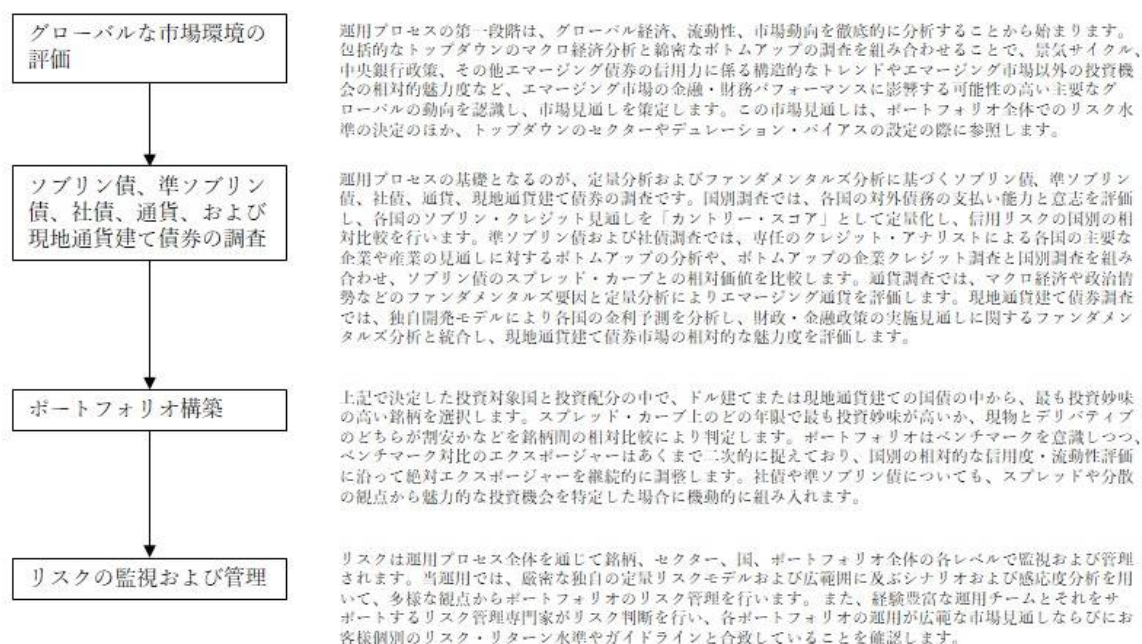 グローバルな市場環境の
評価
運用プロセスの第一段階は、グローバル経済、流動性、市場動向を徹底的に分析することから始まります。
包括的なトップダウンのマクロ経済分析と綿密なボトムアップの調査を組み合わせることで、景気サイクル、
中央銀行政策、その他エマージング債券の信用力に係る構造的なトレンドやエマージング市場以外の投資機
会の相対的魅力度など、エマージング市場の金融・財務パフォーマンスに影響する可能性の高い主要なグ
ローバルの動向を認識し、市場見通しを策定します。この市場見通しは、ポートフォリオ全体でのリスク水
準の決定のほか、トップダウンのセクターやデュレーション・バイアスの設定の際に参照します。
ソブリン債、準ソブリン
債、社債、通貨、および
現地通貨建て債券の調査
運用プロセスの基礎となるのが、定量分析およびファンダメンタルズ分析に基づくソブリン債、準ソブリン
債、社債、通貨、現地通貨建て債券の調査です。国別調査では、各国の対外債務の支払い能力と意志を評価
し、各国のソブリン・クレジット見通しを「カントリー・スコア」として定量化し、信用リスクの国別の相
対比較を行います。準ソブリン債および社債調査では、専任のクレジット・アナリストによる各国の主要な
企業や産業の見通しに対するボトムアップの分析や、ボトムアップの企業クレジット調査と国別調査を組み
合わせ、ソブリン債のスプレッド・カーブとの相対価値を比較します。通貨調査では、マクロ経済や政治情
勢などのファンダメンタルズ要因と定量分析によりエマージング通貨を評価します。現地通貨建て債券調査
では、独自開発モデルにより各国の金利予測を分析し、財政・金融政策の実施見通しに関するファンダメン
タルズ分析と統合し、現地通貨建て債券市場の相対的な魅力度を評価します。
ポートフォリオ構築
上記で決定した投資対象国と投資配分の中で、ドル建てまたは現地通貨建ての国債の中から、最も投資妙味
の高い銘柄を選択します。スプレッド・カーブ上のどの年限で最も投資妙味が高いか、現物とデリバティブ
のどちらが割安かなどを銘柄間の相対比較により判定します。ポートフォリオはベンチマークを意識しつつ、
ベンチマーク対比のエクスポージャーはあくまで二次的に捉えており、国別の相対的な信用度・流動性評価
に沿って絶対エクスポージャーを継続的に調整します。社債や準ソブリン債についても、スプレッドや分散
の観点から魅力的な投資機会を特定した場合に機動的に組み入れます。
リスクの監視および管理
リスクは運用プロセス全体を通じて銘柄、セクター、国、ポートフォリオ全体の各レベルで監視および管理
されます。当運用では、厳密な独自の定量リスクモデルおよび広範囲に及ぶシナリオおよび感応度分析を用
いて、多様な観点からポートフォリオのリスク管理を行います。また、経験豊富な運用チームとそれをサ
ポートするリスク管理専門家がリスク判断を行い、各ポートフォリオの運用が広範な市場見通しならびにお
客様個別のリスク・リターン水準やガイドラインと合致していることを確認します。